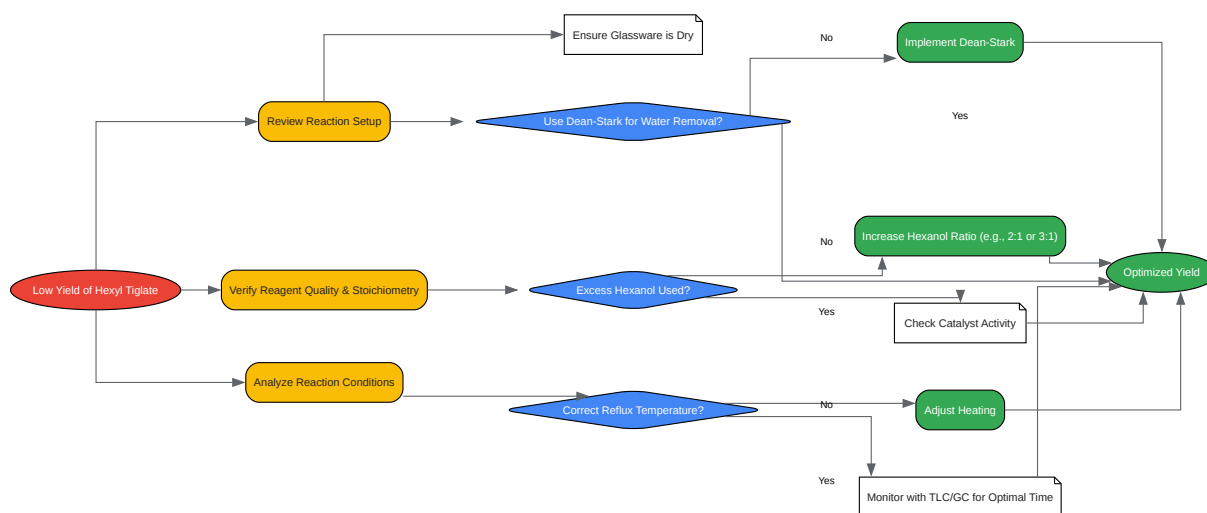 Ensure Glassware is Dry
No
Implement Dean-Stark
Review Reaction Setup
Use Dean-Stark for Water Removal?
Yes
No
Increase Hexanol Ratio (e.g., 2:1 or 3:1)
Optimized Yield
Low Yield of Hexyl Tiglate
Verify Reagent Quality & Stoichiometry
Excess Hexanol Used?
Yes
Check Catalyst Activity
Analyze Reaction Conditions
Correct Reflux Temperature?
No
Adjust Heating
Yes
Monitor with TLC/GC for Optimal Time